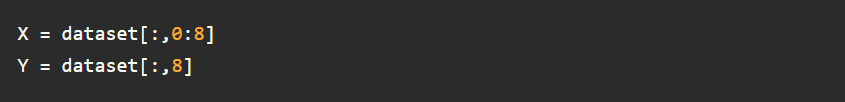 X = dataset[:,0:8]
Y = dataset[:,8]